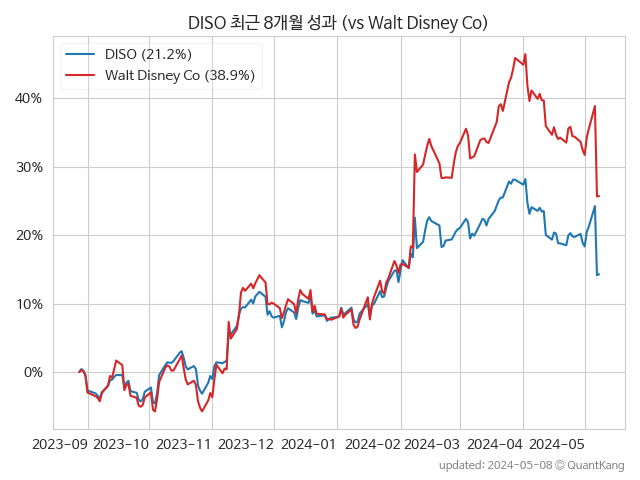 DISO 최근 8개월 성과 (vs Walt Disney Co)
DISO (21.2%)
Walt Disney Co (38.9%)
40%
30%
20%
10%
0%
2023-09 2023-10 2023-11 2023-12 2024-01 2024-02 2024-03 2024-04 2024-05
updated: 2024-05-08 © QuantKang